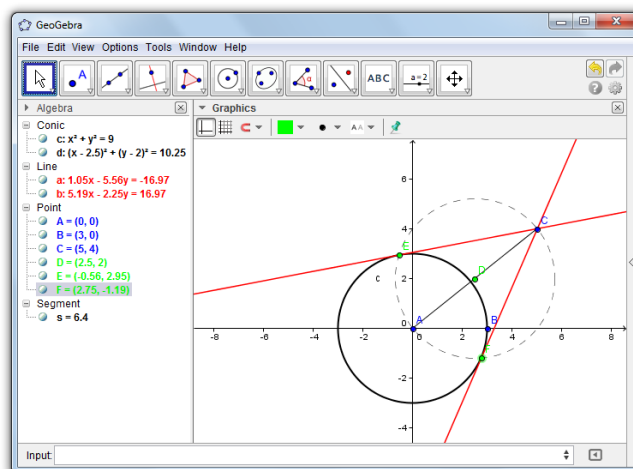 GeoGebra
File Edit View Options Tools Window Help
A
α
ABC
a=2
Algebra
Graphics
AA
Conic
c: x² + y² = 9
d: (x - 2.5)² + (y - 2)² = 10.25
Line
a: 1.05x - 5.56y = -16.97
b: 5.19x - 2.25y = 16.97
Point
A = (0, 0)
B = (3, 0)
C = (5, 4)
D = (2.5, 2)
E = (-0.56, 2.95)
F = (2.75, -1.19)
Segment
s = 6.4
6
4
C
E
D
2
c
A
B
0
-8 -6 -4 -2 0 2 4 6 8
F
-2
-4
Input: